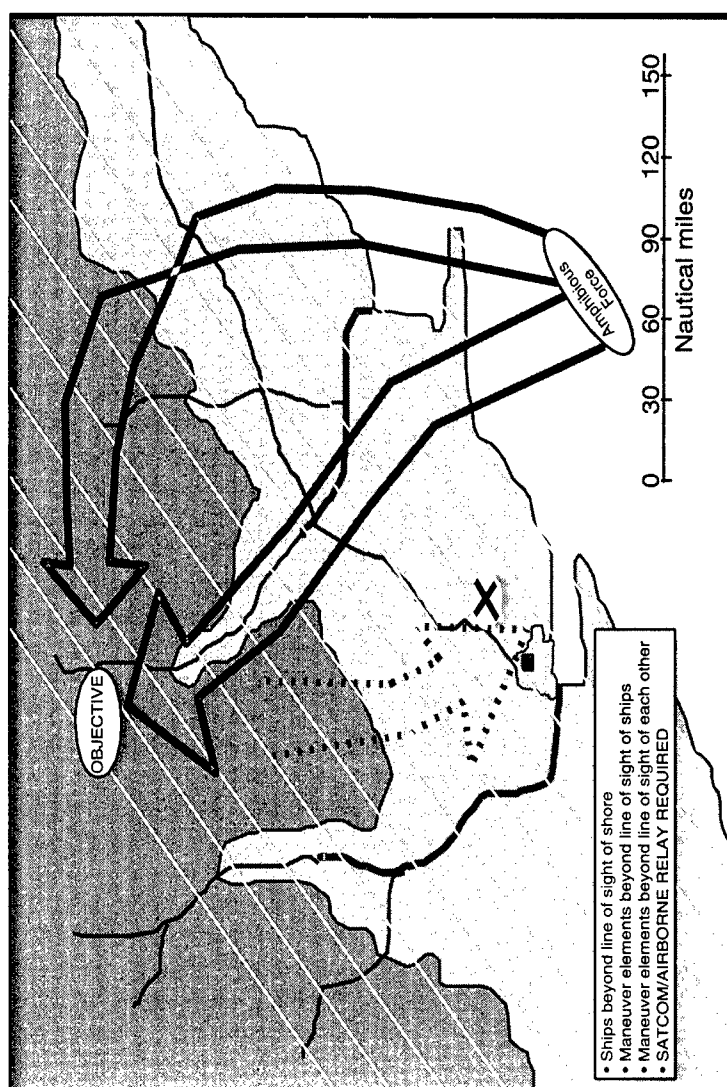 OBJECTIVE
Amphibious
Force
0 30 60 90 120 150
Nautical miles
• Ships beyond line of sight of shore
• Maneuver elements beyond line of sight of ships
• Maneuver elements beyond line of sight of each other
• SATCOM/AIRBORNE RELAY REQUIRED